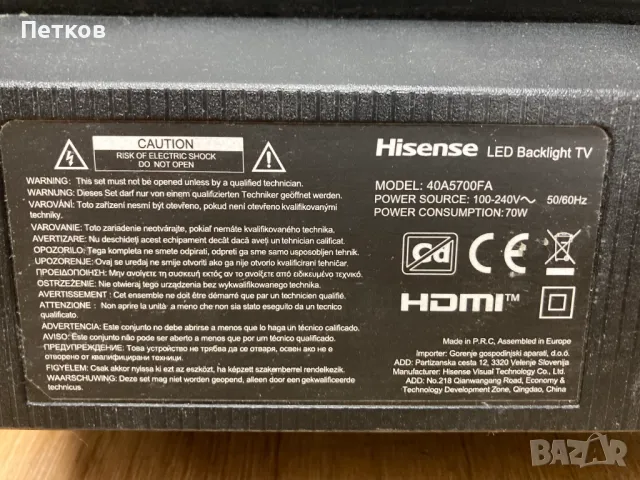 Петков
CAUTION
RISK OF ELECTRIC SHOCK
DO NOT OPEN
WARNING: This set must not be opened unless by a qualified technician.
WARNUNG: Dieses Set darf nur von einem qualifizierten Techniker geöffnet werden.
VAROVÁNÍ: Toto zařízení nesmí být otevřeno, pokud není otevřeno kvalifikovanými techniky.
VAROVANIE: Toto zariadenie neotvárajte, pokiaľ nemáte kvalifikovaného technika.
AVERTIZARE: Nu deschideți acest echipament decât dacă aveți un tehnician calificat.
OPOZORILO: Tega kompleta ne smete odpirati, odpreti ga sme samo usposobljen tehnik.
UPOZORENJE: Ovaj se uređaj ne smije otvoriti ako ga nije otvorio kvalificirani tehničar.
ΠΡΕΙΔΟΠΟΙΗΣΗ: Μην ανοίγετε τη συσκευή εκτός αν το ανοίξετε από ειδικευμένο τεχνικό.
OSTRZEŻENIE: Nie otwieraj tego urządzenia bez wykwalifikowanego technika.
AVERTISSEMENT : Cet ensemble ne doit être ouvert que par un technicien qualifié.
ATTENZIONE : Non aprire la unità a meno che non sia stato eseguito da un tecnico qualificato.
ADVERTENCIA: Este conjunto no debe abrirse a menos que lo haga un técnico calificado.
AVISO: Este conjunto não pode ser aberto a menos que por um técnico qualificado.
ПРЕДУПРЕЖДЕНИЕ: Това устройство не трябва да се отваря, освен ако не е отворено от квалифицирани техници.
FIGYELEM: Csak akkor nyissa ki ezt az eszközt, ha képzett szakemberrel rendelkezik.
WAARSCHUWING: Deze set mag niet worden geopend, alleen door een gekwalificeerde technicus.
Hisense LED Backlight TV
MODEL: 40A5700FA
POWER SOURCE: 100-240V~ 50/60Hz
POWER CONSUMPTION: 70W
Cd CE
HDMI™
Made in P.R.C, Assembled in Europe
Importer: Gorenje gospodinjski aparati, d.o.o.
ADD: Partizanska cesta 12, 3320 Velenje Slovenija
Manufacturer: Hisense Visual Technology Co., Ltd.
ADD: No.218 Qianwangang Road, Economy &
Technology Development Zone, Qingdao, China
BAZAR